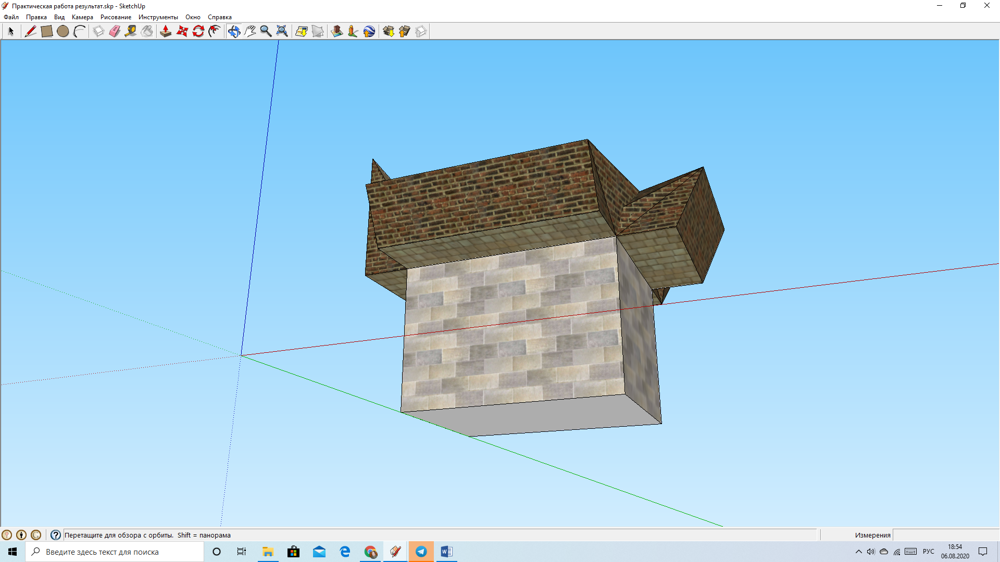 Практическая работа результат.skp - SketchUp
Файл Правка Вид Камера Рисование Инструменты Окно Справка
Перетащите для обзора с орбиты. Shift = панорама
Измерения
Введите здесь текст для поиска
РУС
18:54
06.08.2020